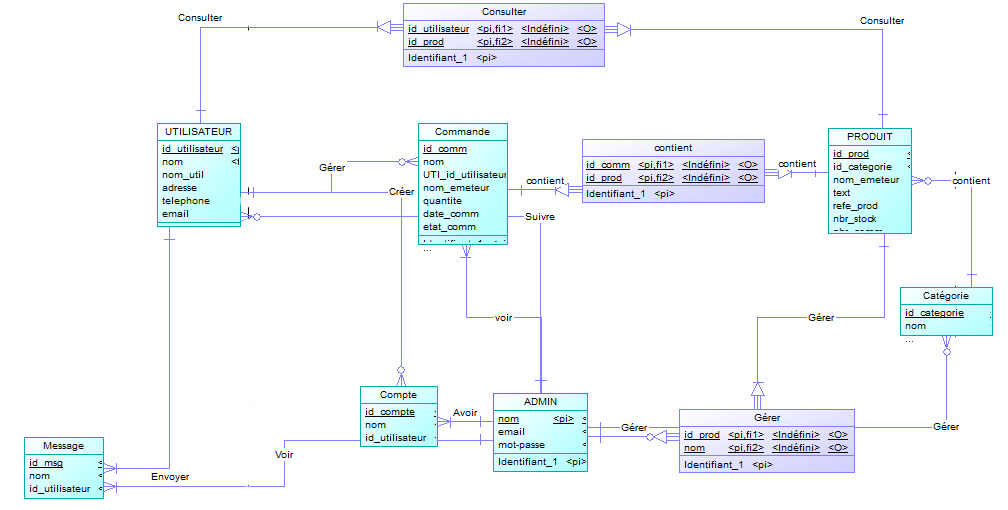 Consulter
Consulter
id_utilisateur <pi,fi1> <Indéfini> <O>
id_prod <pi,fi2> <Indéfini> <O>
Identifiant_1 <pi>
Consulter
UTILISATEUR
id_utilisateur
nom
nom_util
adresse
telephone
email
Gérer
Créer
Commande
id_comm
nom
UTI_id_utilisateur
nom_emeteur
quantite
date_comm
etat_comm
...
contient
contient
id_comm <pi,fi1> <Indéfini> <O>
id_prod <pi,fi2> <Indéfini> <O>
Identifiant_1 <pi>
contient
PRODUIT
id_prod
id_categorie
nom_emeteur
text
refe_prod
nbr_stock
contient
Suivre
Catégorie
id_categorie
nom
...
voir
Gérer
Compte
id_compte
nom
id_utilisateur
Avoir
ADMIN
nom <pi>
email
mot-passe
Identifiant_1 <pi>
Gérer
Gérer
id_prod <pi,fi1> <Indéfini> <O>
nom <pi,fi2> <Indéfini> <O>
Identifiant_1 <pi>
Gérer
Message
id_msg
nom
id_utilisateur
Voir
Envoyer